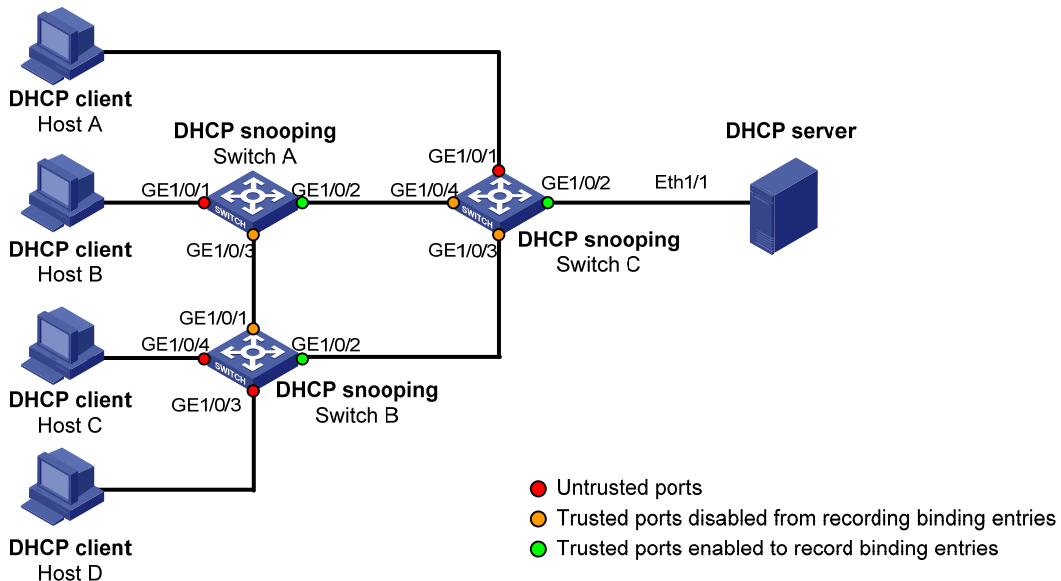 DHCP client
Host A
DHCP snooping
Switch A
DHCP server
GE1/0/1
GE1/0/1
GE1/0/2
GE1/0/4
GE1/0/2
Eth1/1
SWITCH
SWITCH
DHCP client
Host B
GE1/0/3
GE1/0/3
DHCP snooping
Switch C
GE1/0/1
GE1/0/4
GE1/0/2
SWITCH
DHCP client
Host C
GE1/0/3
DHCP snooping
Switch B
Untrusted ports
Trusted ports disabled from recording binding entries
Trusted ports enabled to record binding entries
DHCP client
Host D